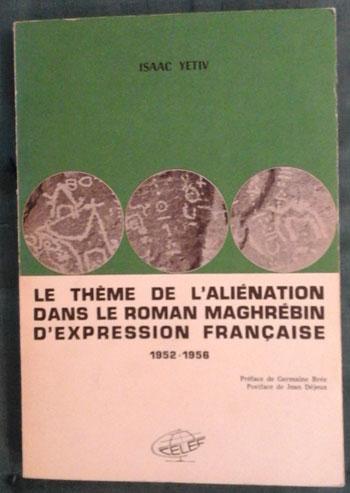 ISAAC YETIV
LE THÈME DE L'ALIÉNATION
DANS LE ROMAN MAGHRÉBIN
D'EXPRESSION FRANÇAISE
1952-1956
Préface de Germaine Brée
Postface de Jean Déjeux
CELEF